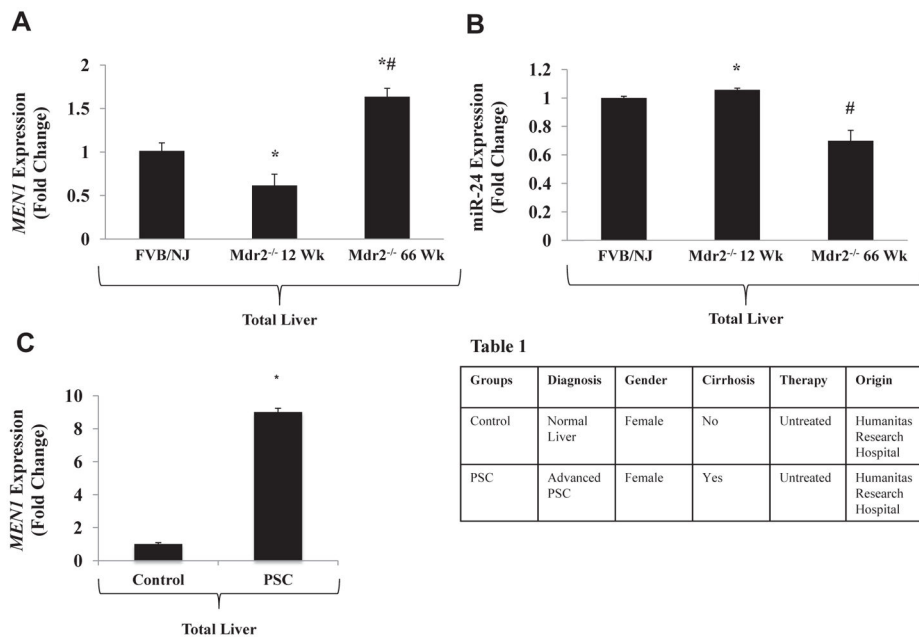 A
MEN1 Expression
(Fold Change)
2
1.5
1
0.5
0
*
*#
FVB/NJ
Mdr2-/- 12 Wk
Mdr2-/- 66 Wk
Total Liver
B
miR-24 Expression
(Fold Change)
1.2
1
0.8
0.6
0.4
0.2
0
*
#
FVB/NJ
Mdr2-/- 12 Wk
Mdr2-/- 66 Wk
Total Liver
C
MEN1 Expression
(Fold Change)
10
8
6
4
2
0
*
Control
PSC
Total Liver
Table 1
Groups Diagnosis Gender Cirrhosis Therapy Origin
Control Normal Female No Untreated Humanitas
Liver Research
Hospital
PSC Advanced Female Yes Untreated Humanitas
PSC Research
Hospital